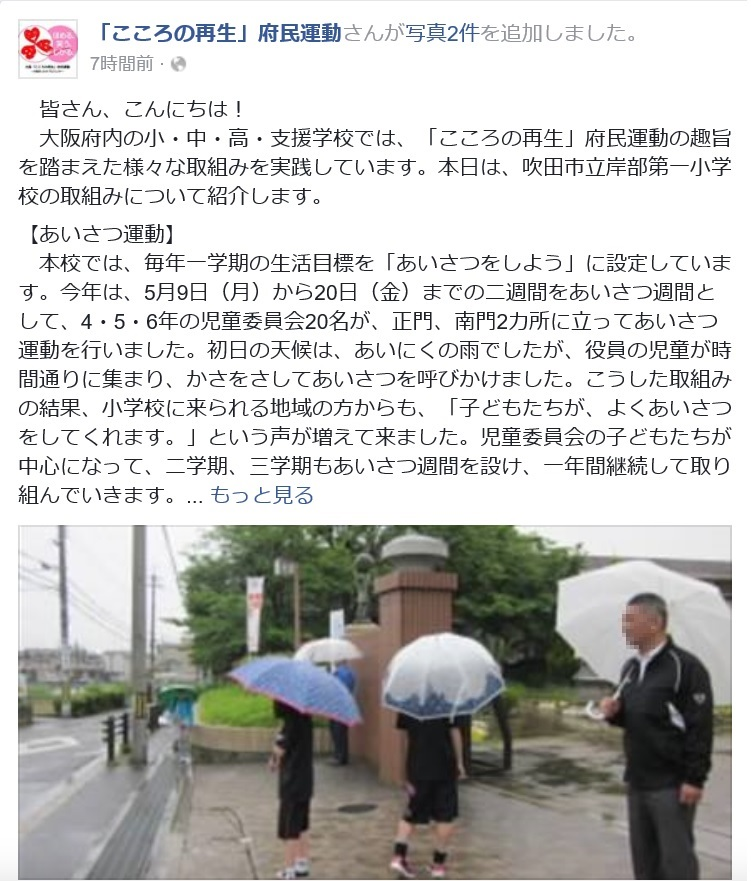 ほめる、
笑う、
しかる。
「こころの再生」府民運動さんが写真2件を追加しました。
7時間前・
皆さん、こんにちは！
大阪府内の小・中・高・支援学校では、「こころの再生」府民運動の趣旨
を踏まえた様々な取組みを実践しています。本日は、吹田市立岸部第一小学
校の取組みについて紹介します。
【あいさつ運動】
本校では、毎年一学期の生活目標を「あいさつをしよう」に設定していま
す。今年は、5月9日（月）から20日（金）までの二週間をあいさつ週間と
して、4・5・6年の児童委員会20名が、正門、南門2カ所に立ってあいさつ
運動を行いました。初日の天候は、あいにくの雨でしたが、役員の児童が時
間通りに集まり、かさをさしてあいさつを呼びかけました。こうした取組み
の結果、小学校に来られる地域の方からも、「子どもたちが、よくあいさつ
をしてくれます。」という声が増えて来ました。児童委員会の子どもたちが
中心になって、二学期、三学期もあいさつ週間を設け、一年間継続して取り
組んでいきます。... もっと見る